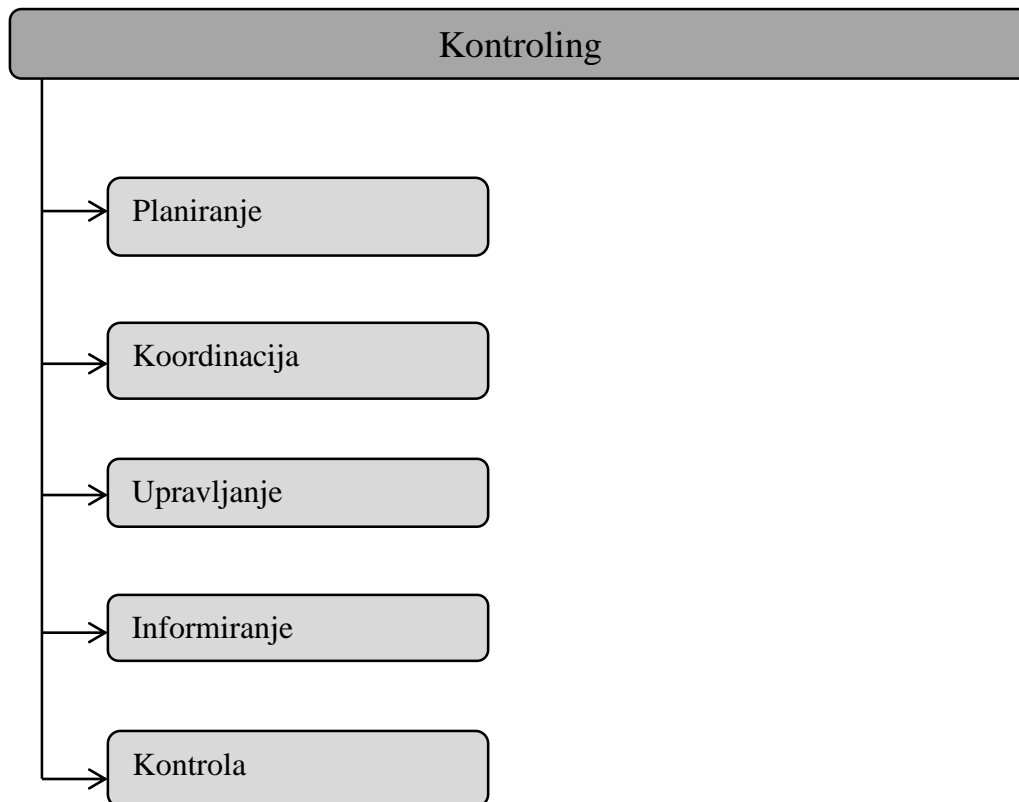 Kontroling
Planiranje
Koordinacija
Upravljanje
Informiranje
Kontrola